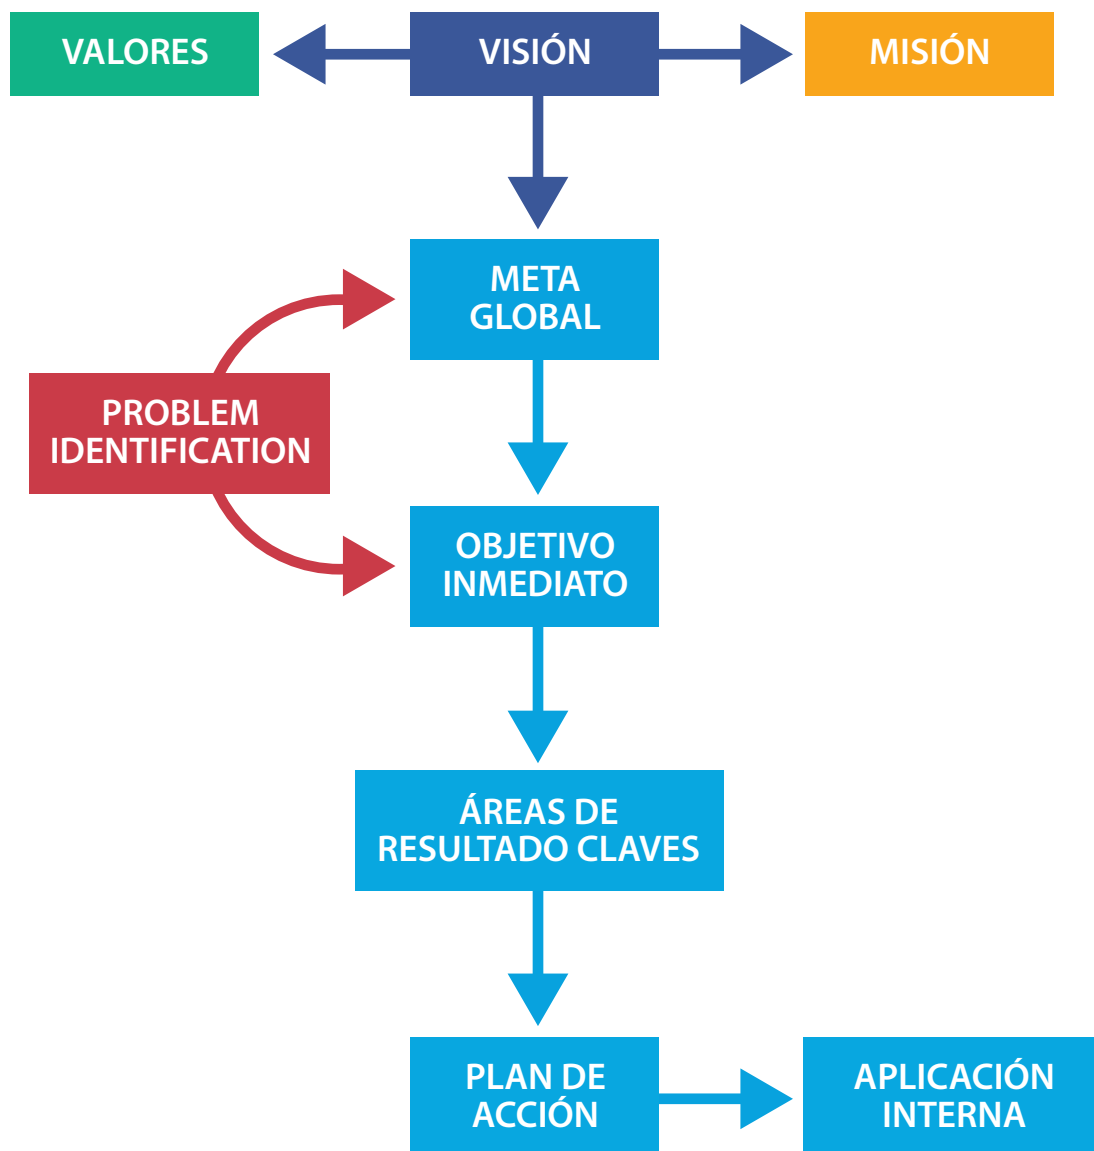 VALORES
VISIÓN
MISIÓN
META
GLOBAL
PROBLEM
IDENTIFICATION
OBJETIVO
INMEDIATO
ÁREAS DE
RESULTADO CLAVES
PLAN DE
ACCIÓN
APLICACIÓN
INTERNA